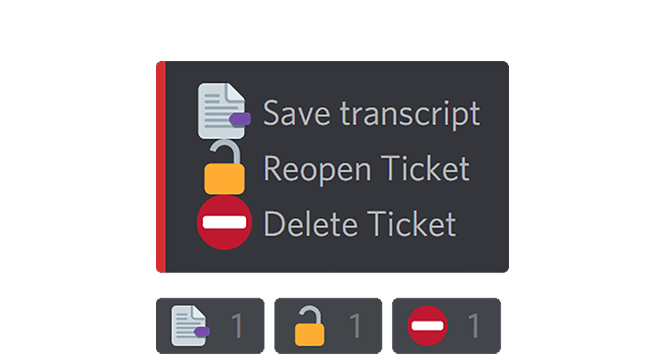 Save transcript
Reopen Ticket
Delete Ticket
1 1 1